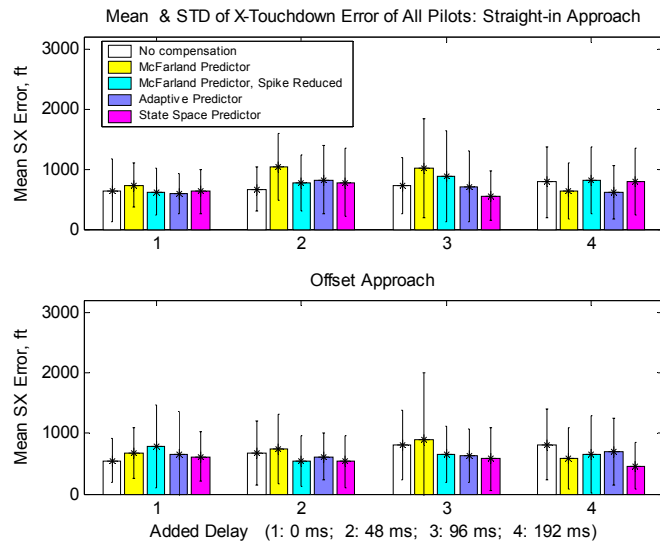 Mean & STD of X-Touchdown Error of All Pilots: Straight-in Approach
3000
2000
1000
0
Mean SX Error, ft
No compensation
McFarland Predictor
McFarland Predictor, Spike Reduced
Adaptive Predictor
State Space Predictor
1 2 3 4
Offset Approach
3000
2000
1000
0
Mean SX Error, ft
1 2 3 4
Added Delay (1: 0 ms; 2: 48 ms; 3: 96 ms; 4: 192 ms)